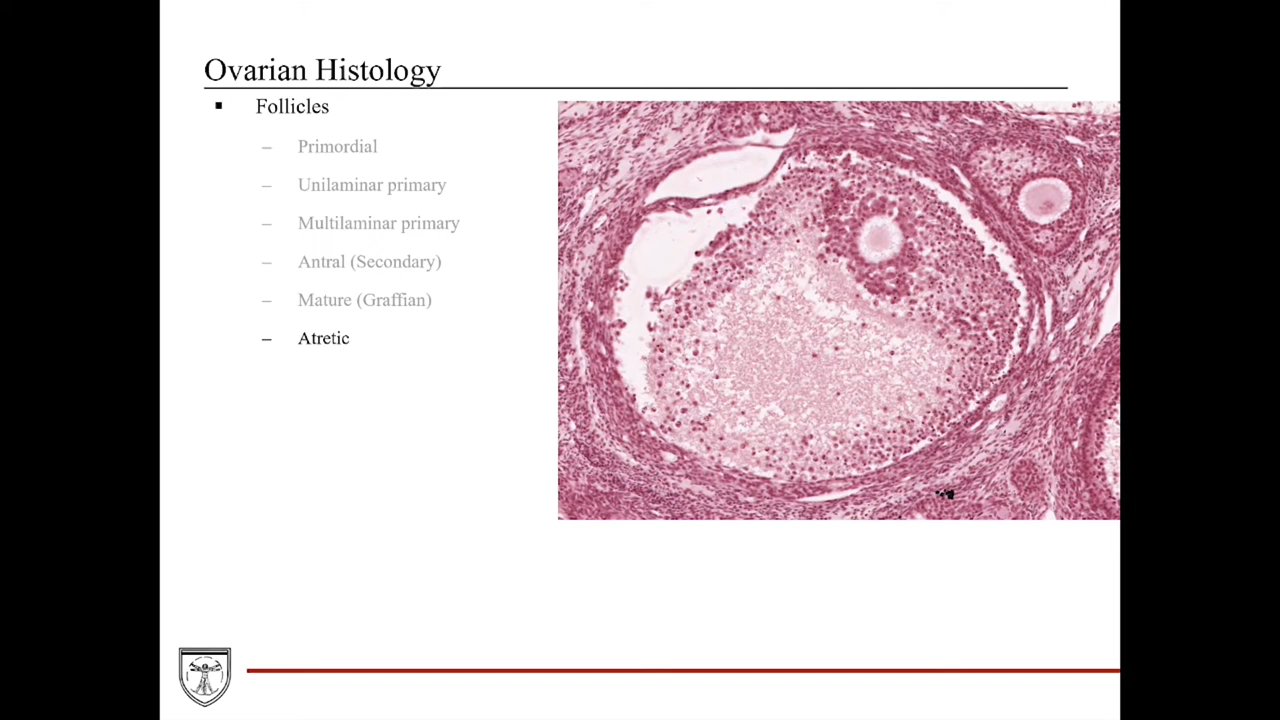 Ovarian Histology
▪ Follicles
– Primordial
– Unilaminar primary
– Multilaminar primary
– Antral (Secondary)
– Mature (Graffian)
– Atretic